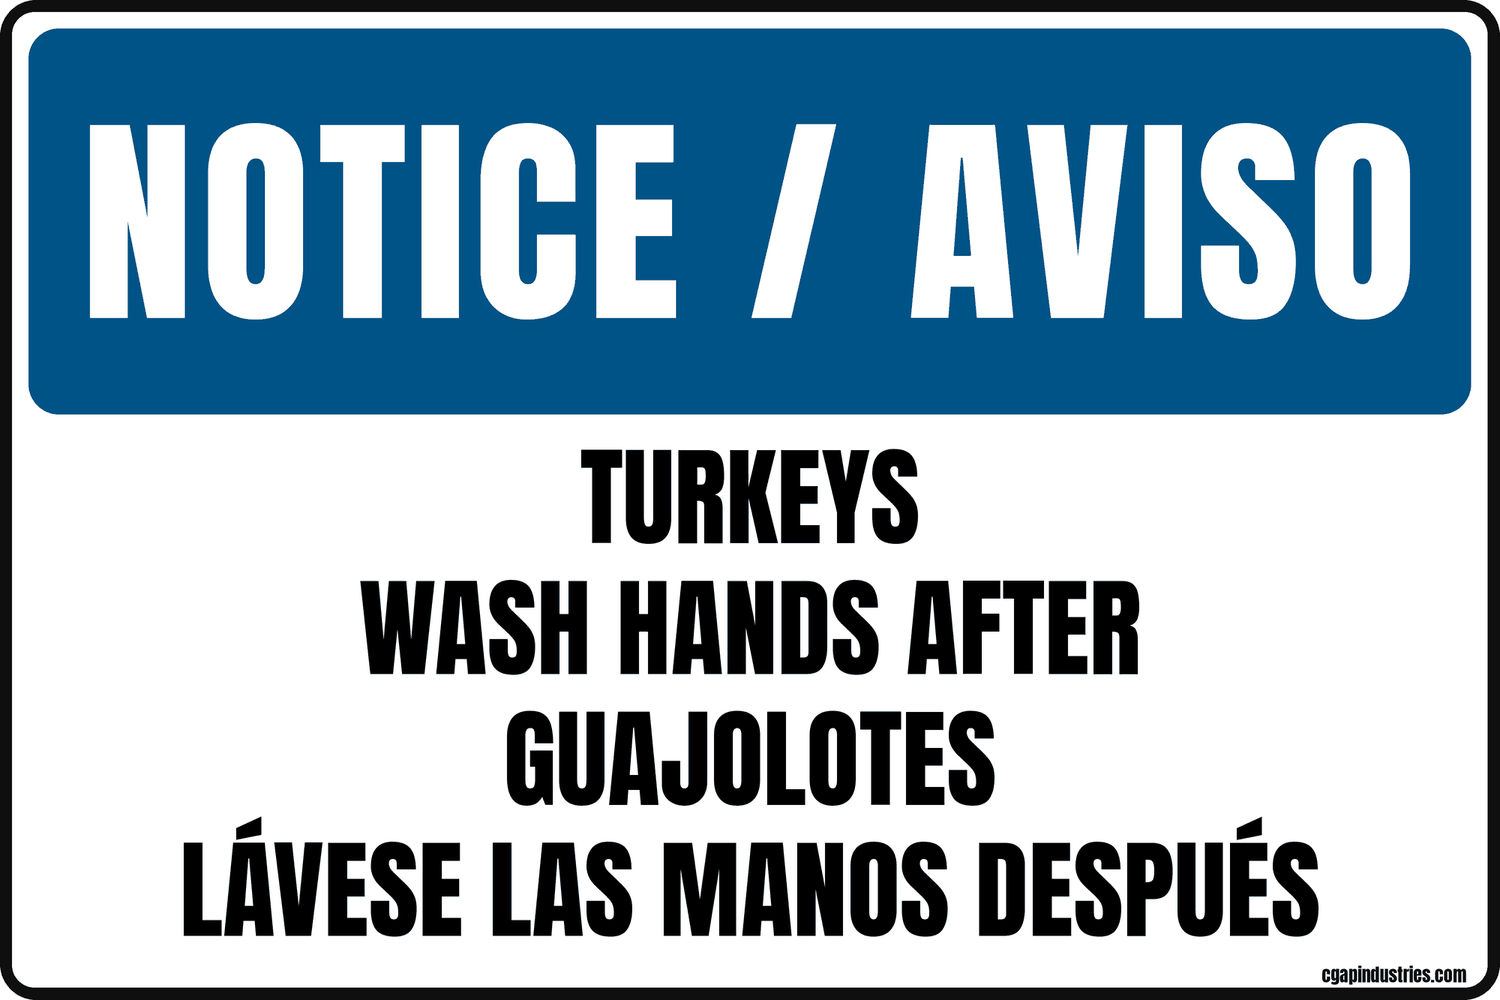 NOTICE / AVISO
TURKEYS
WASH HANDS AFTER
GUAJOLOTES
LÁVESE LAS MANOS DESPUÉS
cgapindustries.com